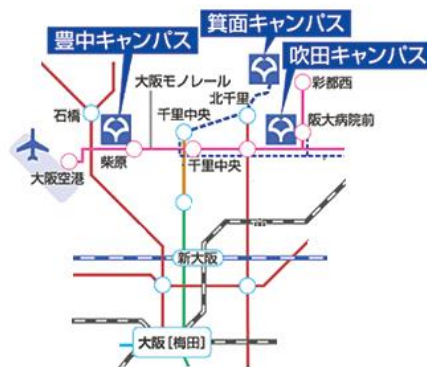 箕面キャンパス
豊中キャンパス
吹田キャンパス
大阪モノレール
彩都西
北千里
石橋
千里中央
阪大病院前
柴原
千里中央
大阪空港
新大阪
大阪[梅田]